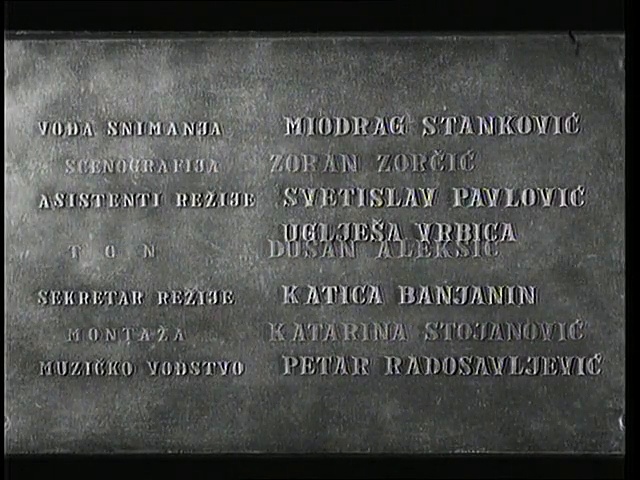 VOĐA SNIMANJA MIODRAG STANKOVIĆ
SCENOGRAFIJA ZORAN ZORČIĆ
ASISTENTI REŽIJE SVETISLAV PAVLOVIĆ
UGLJEŠA VRBICA
TON DUŠAN ALEKSIĆ
SEKRETAR REŽIJE KATICA BANJANIN
MONTAŽA KATARINA STOJANOVIĆ
MUZIČKO VOĐSTVO PETAR RADOSAVLJEVIĆ